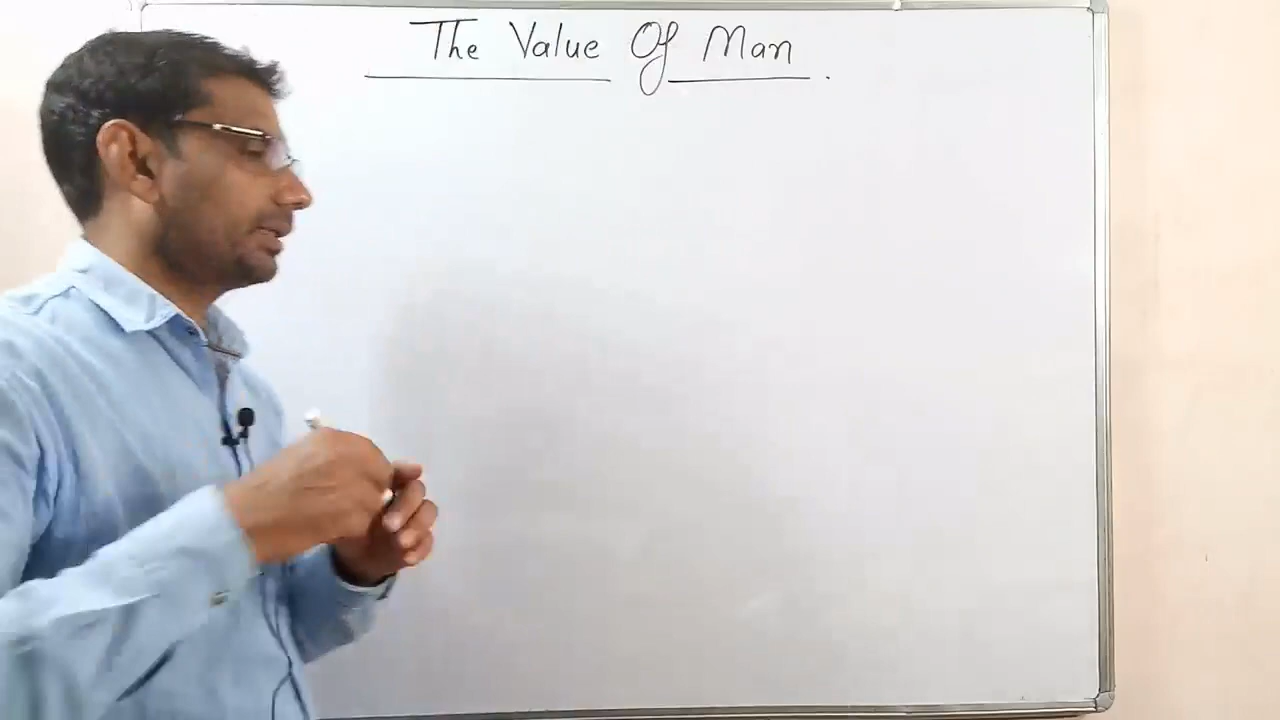 The Value Of Man.